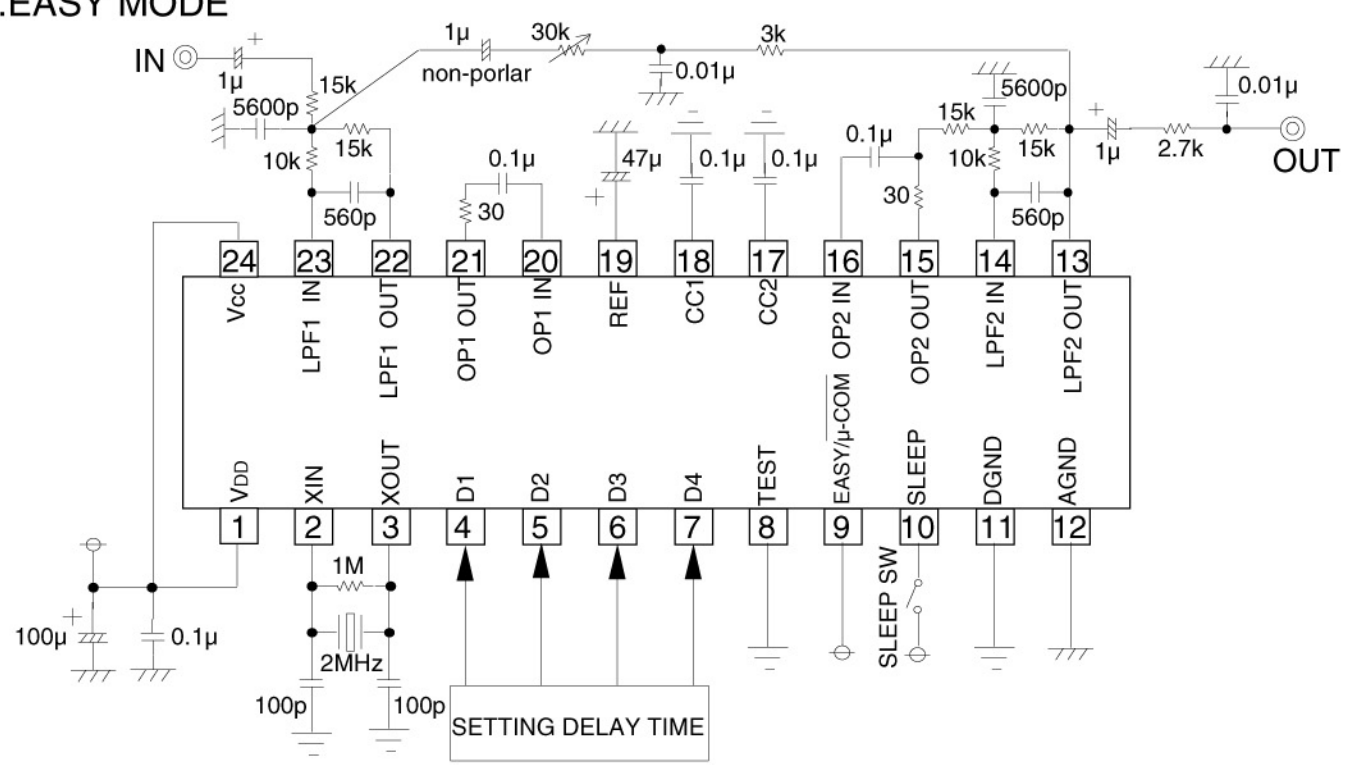 .EASY MODE
IN
+
1µ
15k
5600p
10k
15k
560p
1µ
non-porlar
30k
0.01µ
3k
0.1µ
30
47µ
+
0.1µ
0.1µ
0.1µ
30
15k
5600p
10k
15k
560p
+
1µ
2.7k
0.01µ
OUT
24 23 22 21 20 19 18 17 16 15 14 13
Vcc
LPF1 IN
LPF1 OUT
OP1 OUT
OP1 IN
REF
CC1
CC2
OP2 IN
OP2 OUT
LPF2 IN
LPF2 OUT
VDD
XIN
XOUT
D1
D2
D3
D4
TEST
EASY/µ-COM
SLEEP
DGND
AGND
1 2 3 4 5 6 7 8 9 10 11 12
+
100µ
0.1µ
1M
2MHz
100p
100p
SETTING DELAY TIME
SLEEP SW